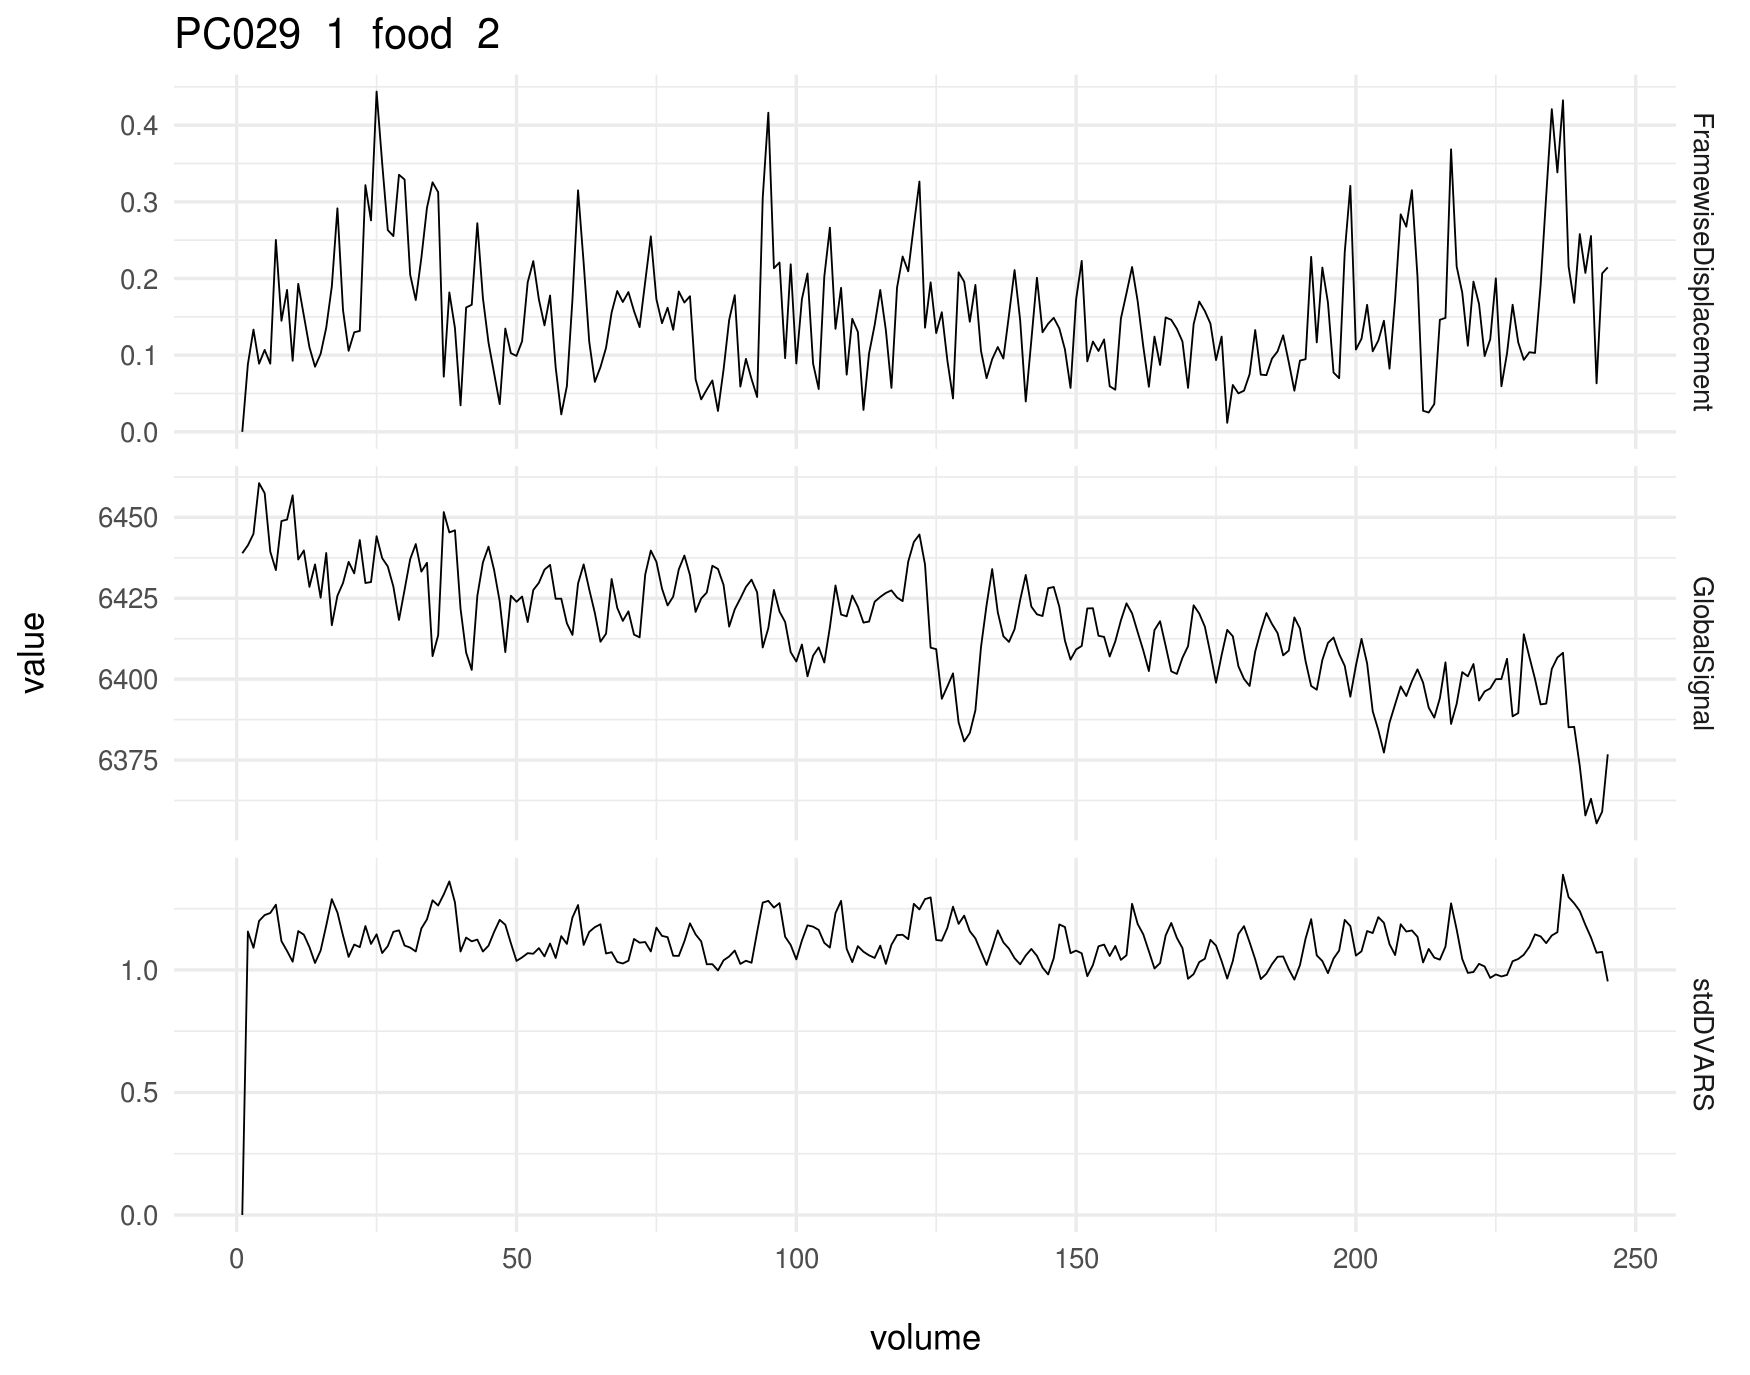 PC029 1 food 2
0.4
0.3
0.2
0.1
0.0
FramewiseDisplacement
6450
6425
6400
6375
GlobalSignal
1.0
0.5
0.0
stdDVARS
value
0 50 100 150 200 250
volume